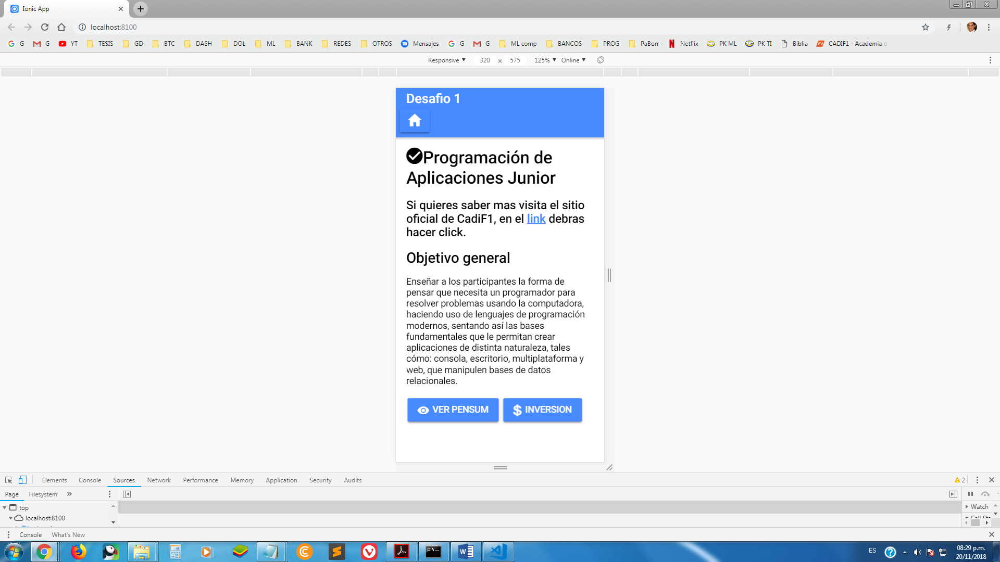 Ionic App
localhost:8100
G G YT TESIS GD BTC DASH DOL ML BANK REDES OTROS Mensajes G G ML comp BANCOS PROG PaBorr Netflix PK ML PK TI Biblia CADIF1 - Academia d
Responsive 320 × 575 125% Online
Desafio 1
Programación de
Aplicaciones Junior
Si quieres saber mas visita el sitio
oficial de CadiF1, en el link debras
hacer click.
Objetivo general
Enseñar a los participantes la forma de
pensar que necesita un programador para
resolver problemas usando la computadora,
haciendo uso de lenguajes de programación
modernos, sentando así las bases
fundamentales que le permitan crear
aplicaciones de distinta naturaleza, tales
cómo: consola, escritorio, multiplataforma y
web, que manipulen bases de datos
relacionales.
VER PENSUM $ INVERSION
Elements Console Sources Network Performance Memory Application Security Audits 2
Page Filesystem »
top Watch
localhost:8100
Console What's New
ES 08:29 p.m.
20/11/2018